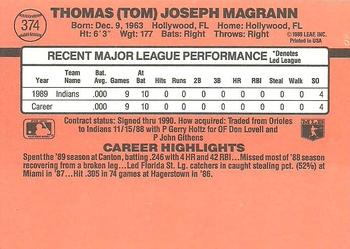 374
THOMAS (TOM) JOSEPH MAGRANN
Born: Dec. 9, 1963 Hollywood, FL Home: Hollywood, FL
Ht: 6'3" Wgt: 177 Bats: Right Throws: Right
© 1989 LEAF, INC.
Printed in USA
RECENT MAJOR LEAGUE PERFORMANCE *Denotes Led League
Year Team Name Bat Avg Games AB Runs Hits 2B 3B HR RBI Steal Walk SO
1989 Indians .000 9 10 0 0 0 0 0 0 0 0 4
Career .000 9 10 0 0 0 0 0 0 0 0 4
Contract status: Signed thru 1990. How acquired: Traded from Orioles
to Indians 11/15/88 with P Gerry Holtz for OF Don Lovell and
P John Githens
MLB
CAREER HIGHLIGHTS
Spent the '89 season at Canton, batting .246 with 4 HR and 42 RBI...Missed most of '88 season
recovering from a broken leg...Led Florida St. Lg. catchers in caught stealing pct. (52%) at
Miami in '87...Hit .305 in 74 games at Hagerstown in '86.